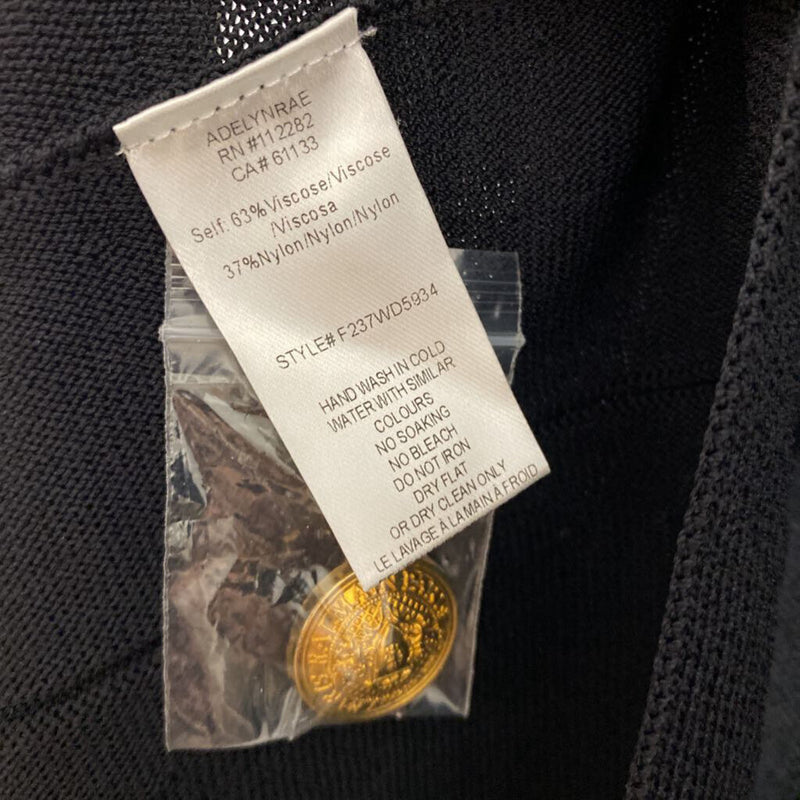 ADELYNRAE
RN #112282
CA# 61133
Self: 63%Viscose/Viscose
/Viscosa
37%Nylon/Nylon/Nylon
STYLE# F237WD5934
HAND WASH IN COLD
WATER WITH SIMILAR
COLOURS
NO SOAKING
NO BLEACH
DO NOT IRON
DRY FLAT
OR DRY CLEAN ONLY
LE LAVAGE À LA MAIN À FROID